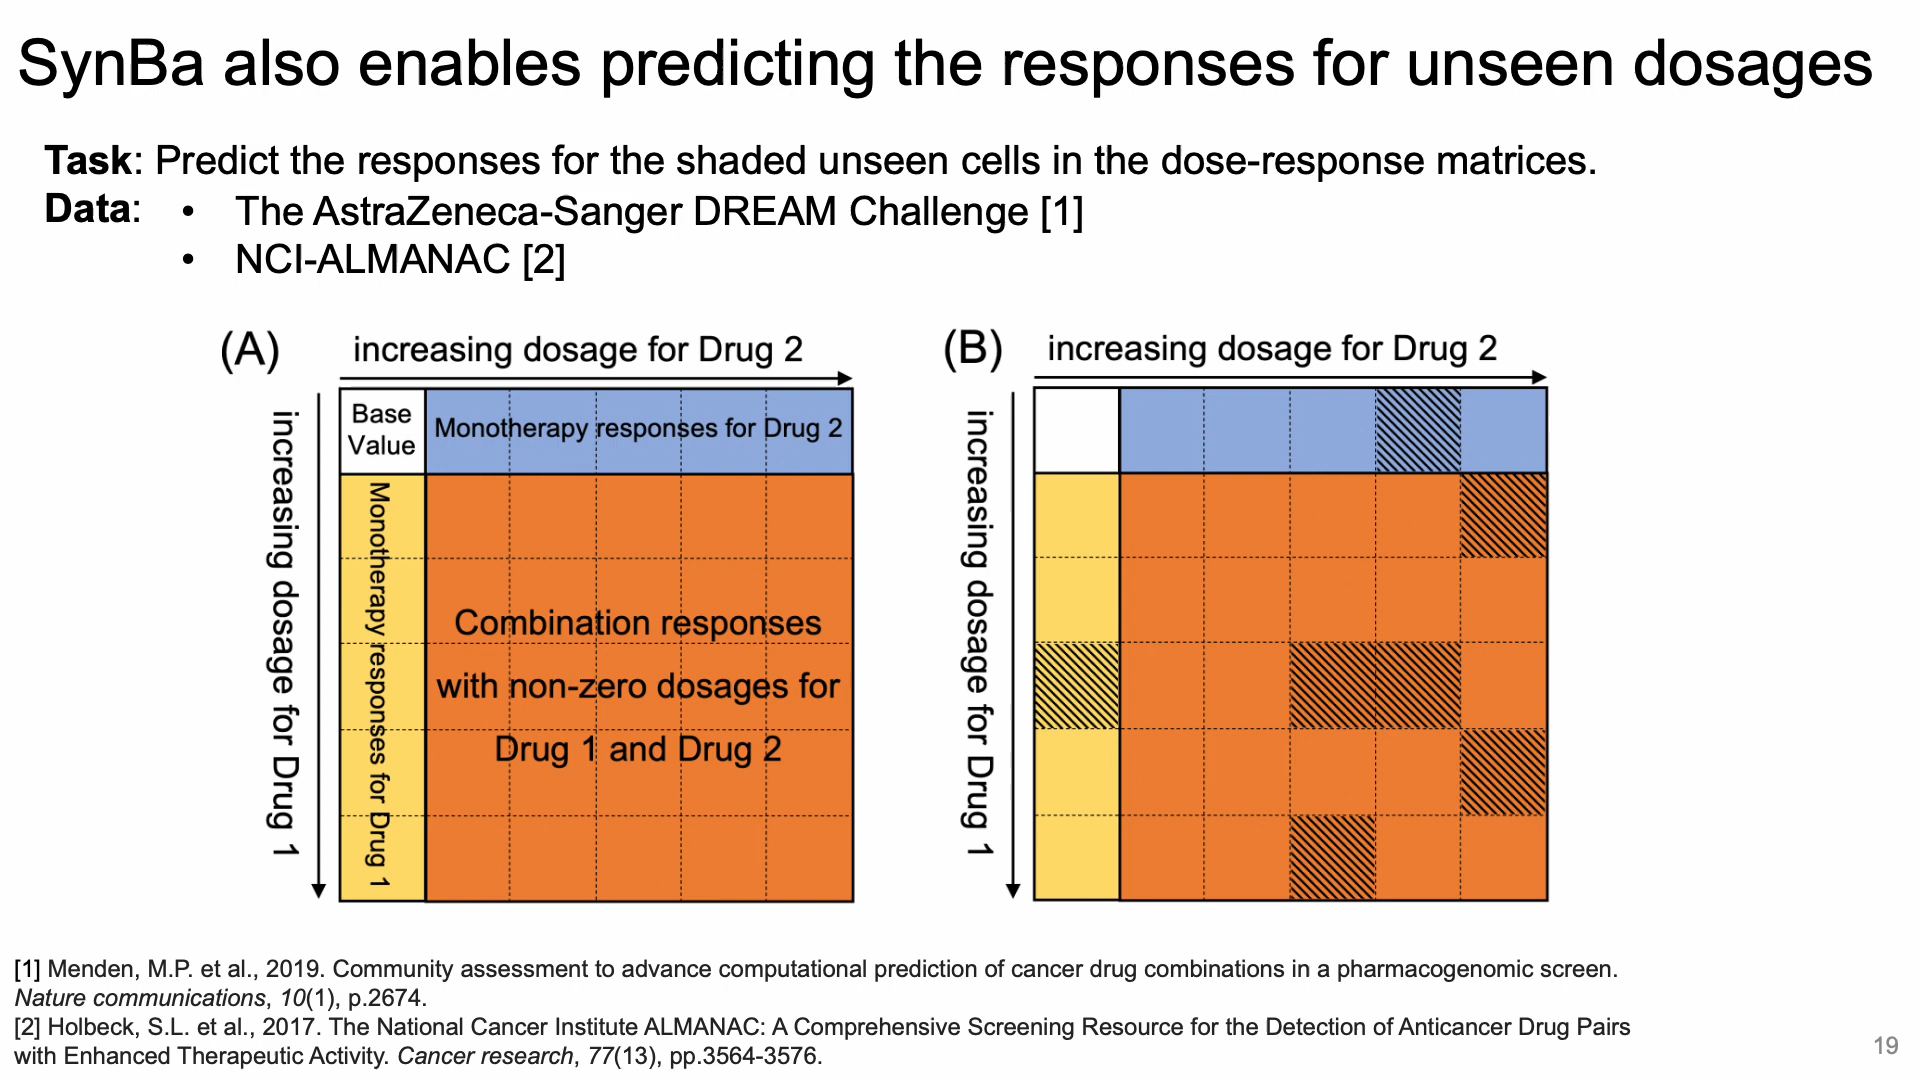 SynBa also enables predicting the responses for unseen dosages
Task: Predict the responses for the shaded unseen cells in the dose-response matrices.
Data: • The AstraZeneca-Sanger DREAM Challenge [1]
• NCI-ALMANAC [2]
(A)
increasing dosage for Drug 2
increasing dosage for Drug 1
Base
Value
Monotherapy responses for Drug 2
Monotherapy responses for Drug 1
Combination responses
with non-zero dosages for
Drug 1 and Drug 2
(B)
increasing dosage for Drug 2
increasing dosage for Drug 1
[1] Menden, M.P. et al., 2019. Community assessment to advance computational prediction of cancer drug combinations in a pharmacogenomic screen.
Nature communications, 10(1), p.2674.
[2] Holbeck, S.L. et al., 2017. The National Cancer Institute ALMANAC: A Comprehensive Screening Resource for the Detection of Anticancer Drug Pairs
with Enhanced Therapeutic Activity. Cancer research, 77(13), pp.3564-3576.
19